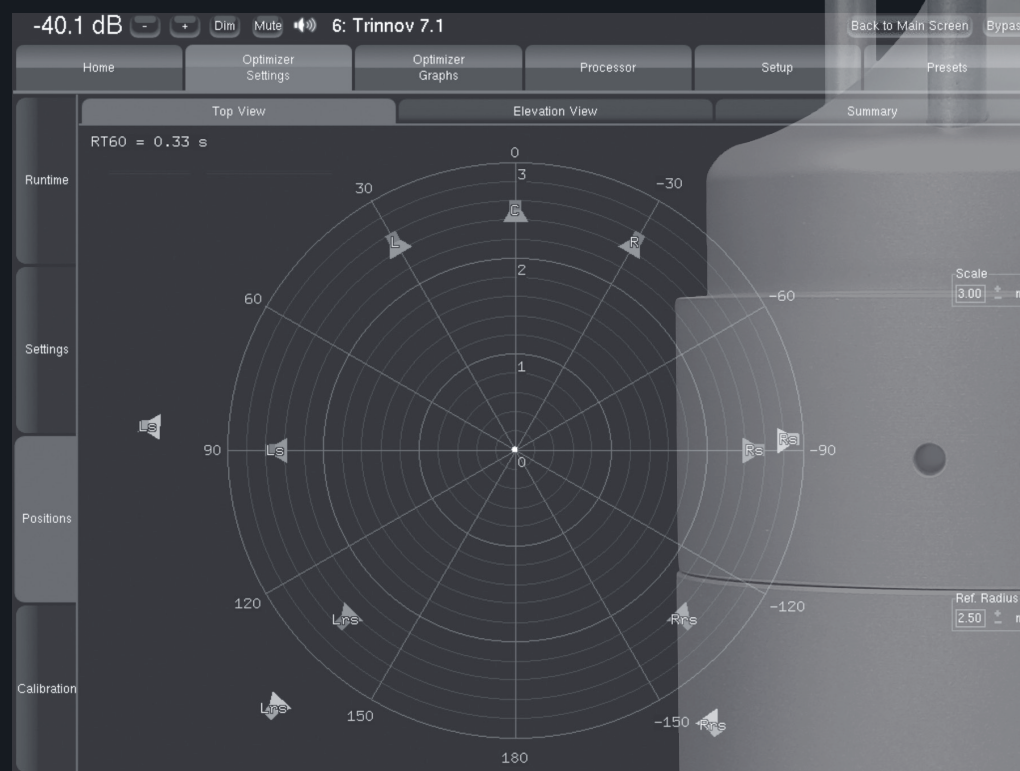 -40.1 dB - + Dim Mute 6: Trinnov 7.1 Back to Main Screen Bypas
Home Optimizer Settings Optimizer Graphs Processor Setup Presets
Top View Elevation View Summary
RT60 = 0.33 s
Runtime
Settings
Positions
Calibration
0
3
30
-30
C
L
R
2
60
-60
Scale
3.00
1
Ls
90
Ls
0
Rs
Rs
-90
120
-120
Lrs
Rrs
Ref. Radius
2.50
Lrs
150
-150
Rrs
180